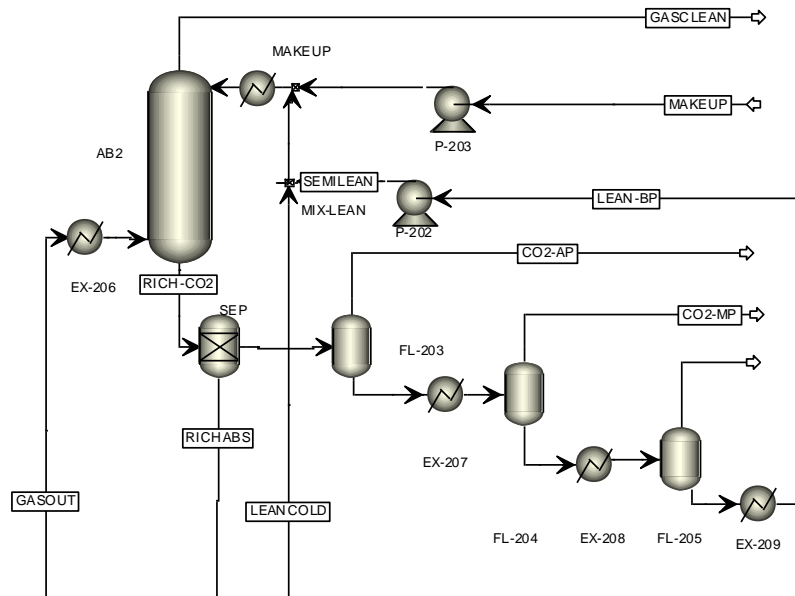 GASCLEAN
MAKEUP
MAKEUP
P-203
AB2
SEMILEAN
LEAN-BP
MIX-LEAN
P-202
CO2-AP
RICH-CO2
EX-206
SEP
CO2-MP
FL-203
RICHABS
EX-207
GASOUT
LEANCOLD
FL-204
EX-208
FL-205
EX-209